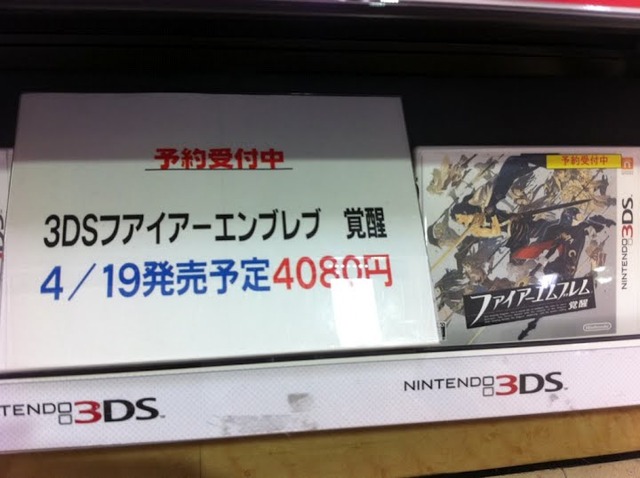 予約受付中
3DSファイアーエンブレブ 覚醒
4/19発売予定4080円
予約受付中
ファイアーエムブレム
覚醒
Nintendo
NINTENDO 3DS
TENDO 3DS
NINTENDO 3DS